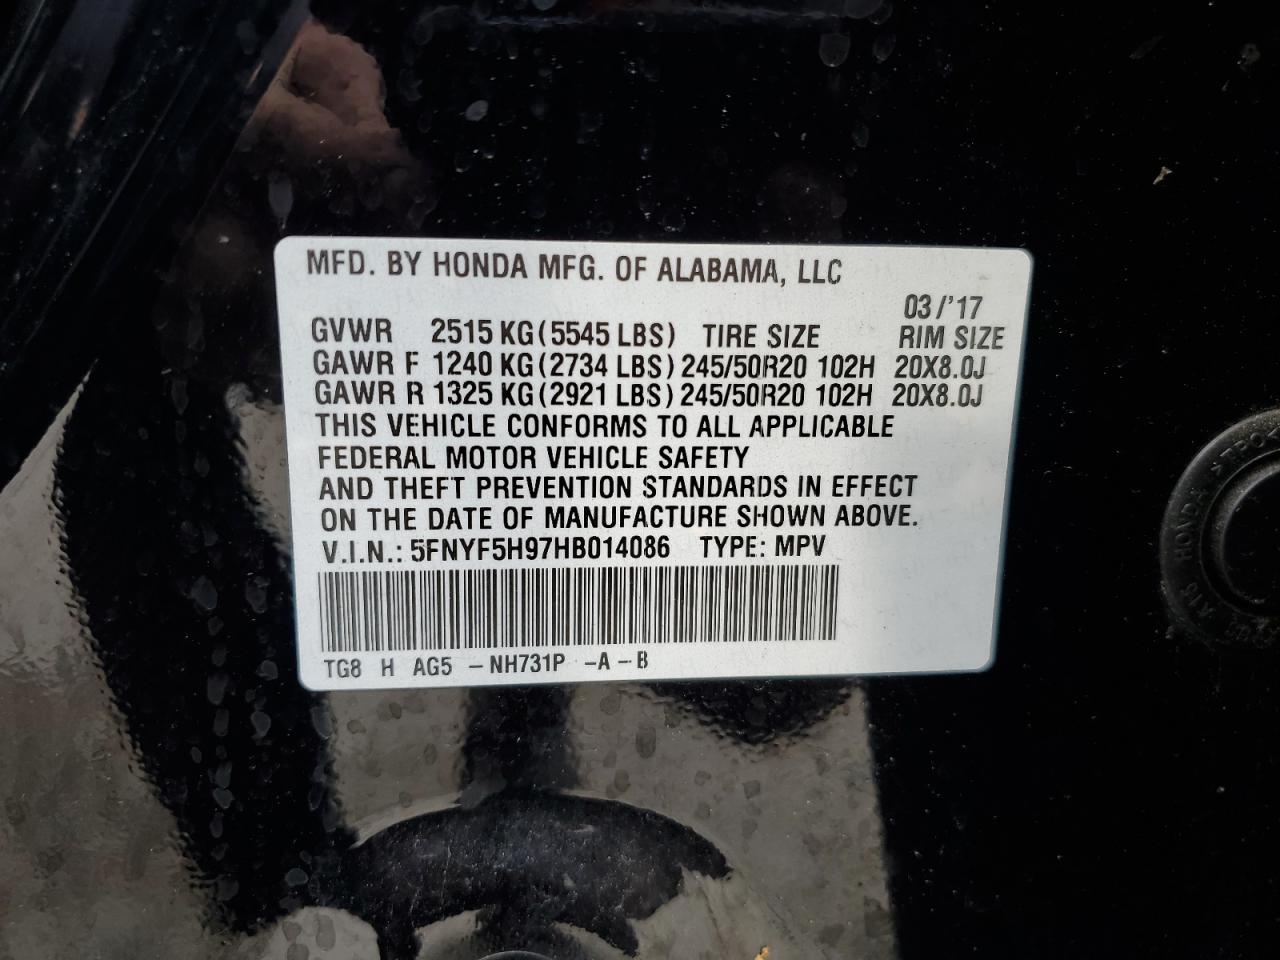 MFD. BY HONDA MFG. OF ALABAMA, LLC
03/'17
GVWR 2515 KG(5545 LBS) TIRE SIZE RIM SIZE
GAWR F 1240 KG(2734 LBS) 245/50R20 102H 20X8.0J
GAWR R 1325 KG(2921 LBS) 245/50R20 102H 20X8.0J
THIS VEHICLE CONFORMS TO ALL APPLICABLE
FEDERAL MOTOR VEHICLE SAFETY
AND THEFT PREVENTION STANDARDS IN EFFECT
ON THE DATE OF MANUFACTURE SHOWN ABOVE.
V.I.N.: 5FNYF5H97HB014086 TYPE: MPV
TG8 H AG5 -NH731P -A-B
HONDA